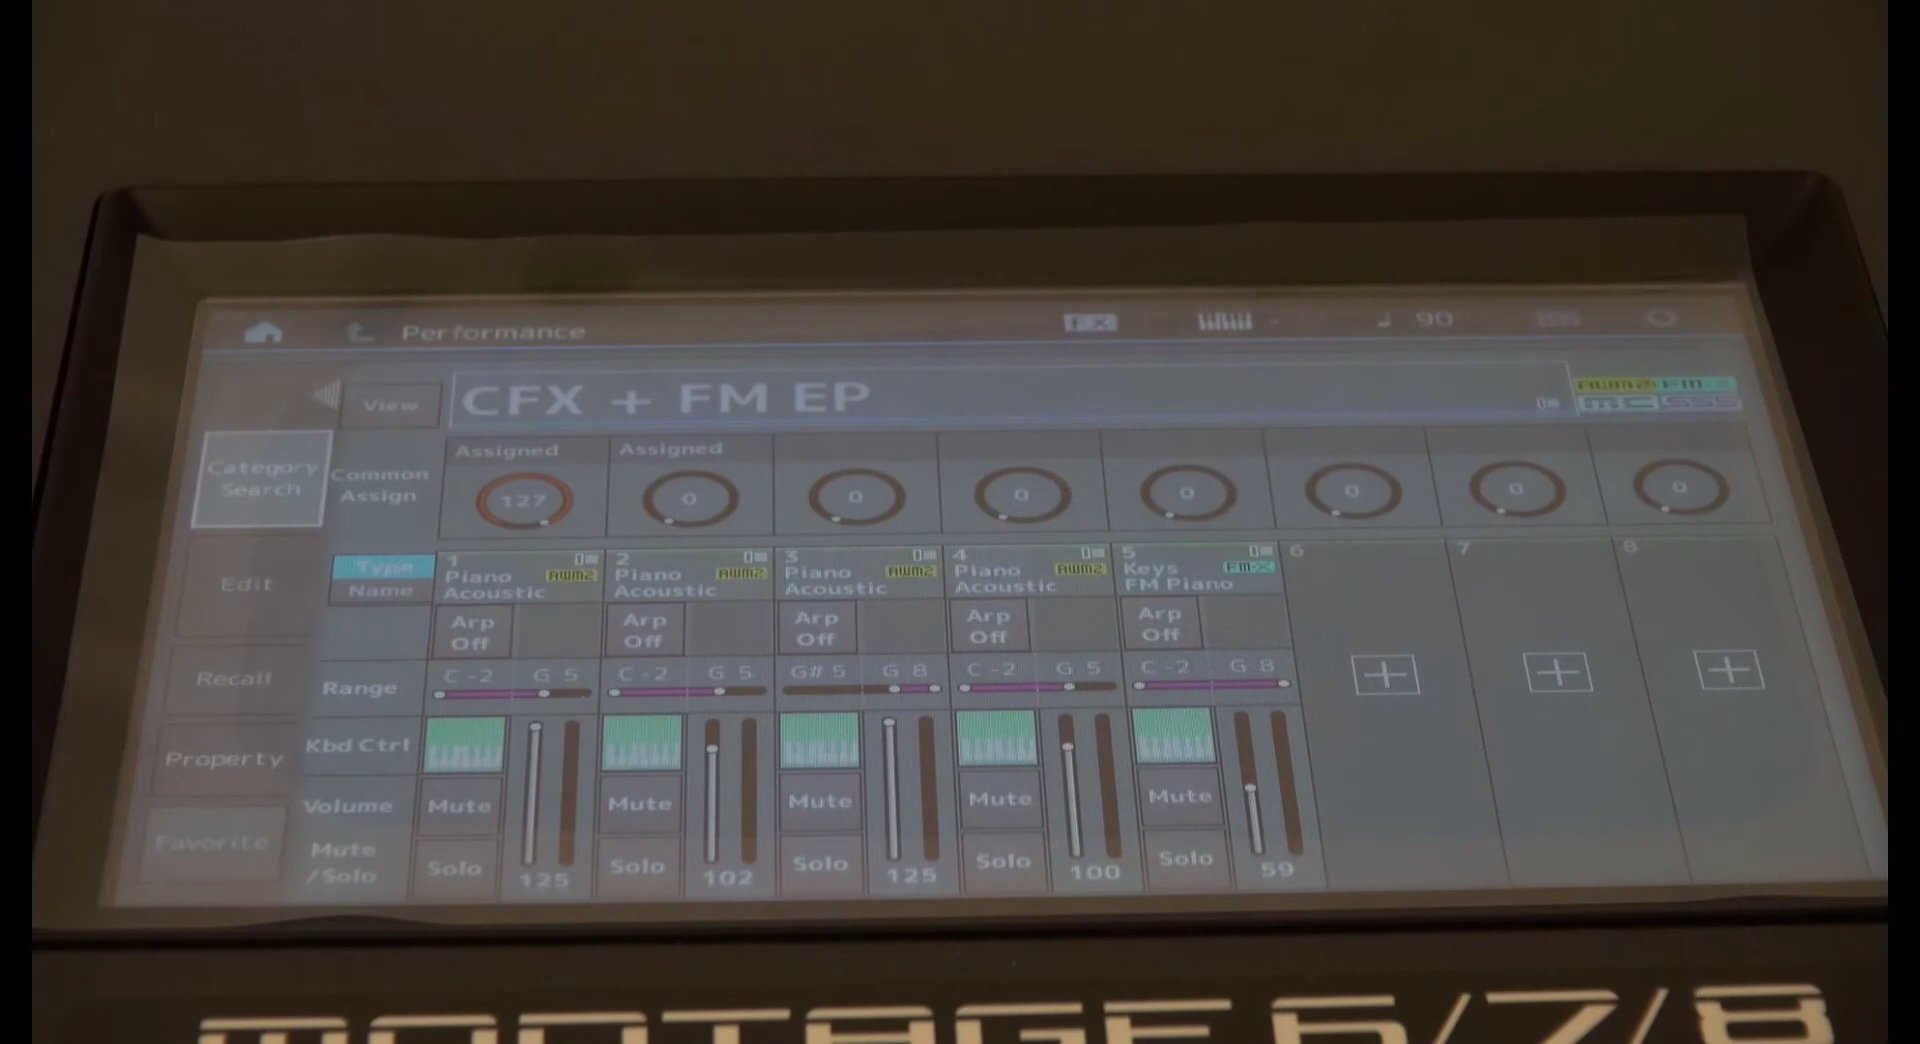 Performance FX - 90
View CFX + FM EP AWM2 FM-X
MC SSS
Category Search
Common Assign
Assigned Assigned
127 0 0 0 0 0 0 0
Type
Name
1 2 3 4 5 6 7 8
Piano AWM2 Piano AWM2 Piano AWM2 Piano AWM2 Keys FM-X
Acoustic Acoustic Acoustic Acoustic FM Piano
Edit
Arp Off Arp Off Arp Off Arp Off Arp Off
Recall
Range C -2 G 5 C -2 G 5 G# 5 G 8 C -2 G 5 C -2 G 8
Property
Kbd Ctrl
Volume Mute Mute Mute Mute Mute
Favorite
Mute /Solo Solo 125 Solo 102 Solo 125 Solo 100 Solo 59
MONTAGE 6/7/8